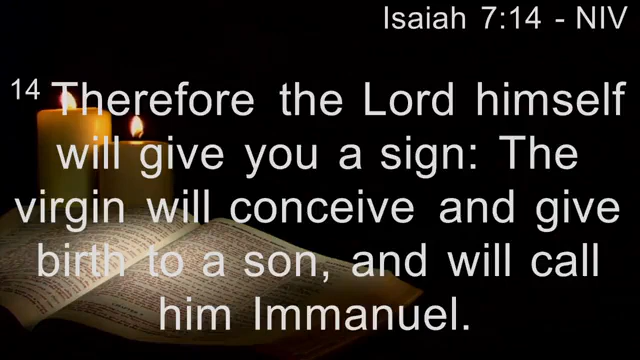 Isaiah 7:14 - NIV
14 Therefore the Lord himself
will give you a sign: The
virgin will conceive and give
birth to a son, and will call
him Immanuel.